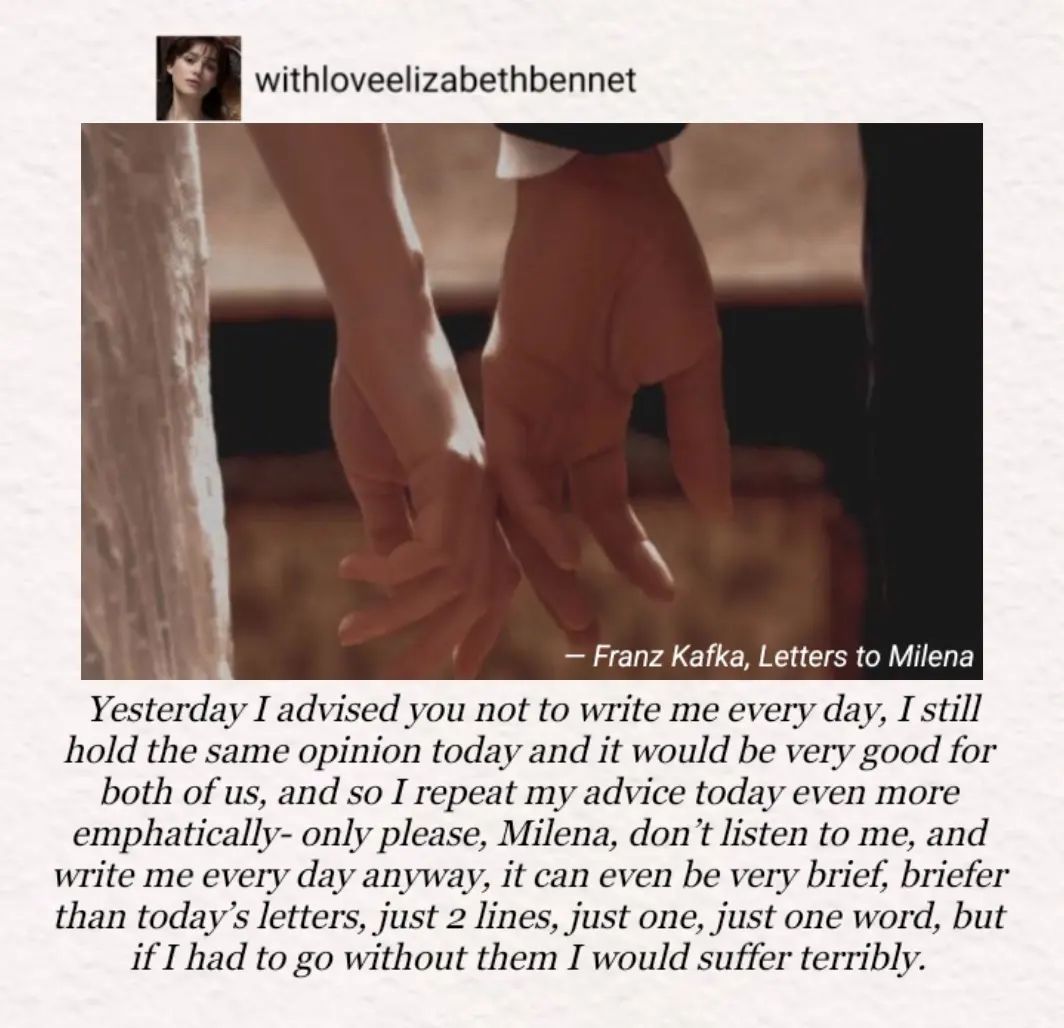 withloveelizabethbennet
— Franz Kafka, Letters to Milena
Yesterday I advised you not to write me every day, I still
hold the same opinion today and it would be very good for
both of us, and so I repeat my advice today even more
emphatically- only please, Milena, don’t listen to me, and
write me every day anyway, it can even be very brief, briefer
than today’s letters, just 2 lines, just one, just one word, but
if I had to go without them I would suffer terribly.